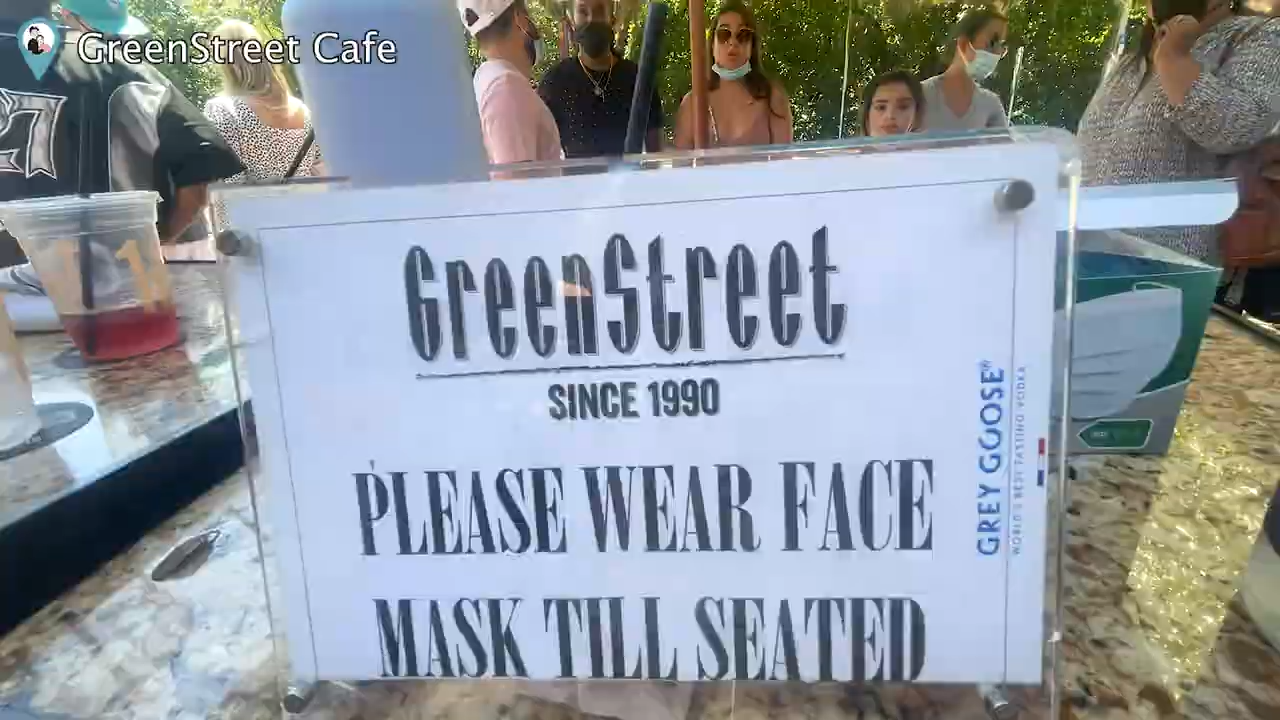 GreenStreet Cafe
GreenStreet
SINCE 1990
PLEASE WEAR FACE
MASK TILL SEATED
GREY GOOSE®
WORLD'S BEST TASTING VODKA